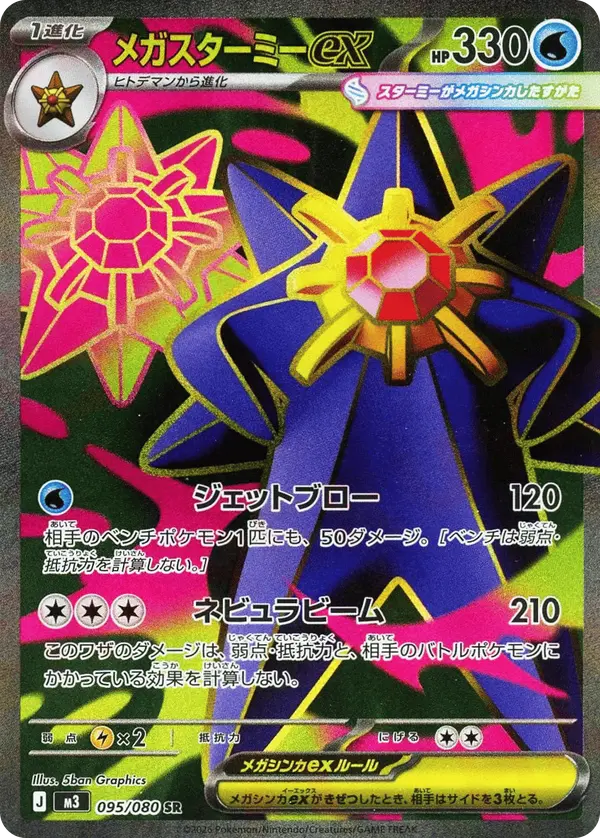 1進化 メガスターミーex HP330
ヒトデマンから進化
スターミーがメガシンカしたすがた
ジェットブロー 120
相手のベンチポケモン1匹にも、50ダメージ。[ベンチは弱点・
抵抗力を計算しない。]
ネビュラビーム 210
このワザのダメージは、弱点・抵抗力と、相手のバトルポケモンに
かかっている効果を計算しない。
弱点 ×2 抵抗力 にげる
メガシンカexルール
メガシンカexがきぜつしたとき、相手はサイドを3枚とる。
Illus. 5ban Graphics
J m3 095/080 SR
©2026 Pokémon/Nintendo/Creatures/GAME FREAK